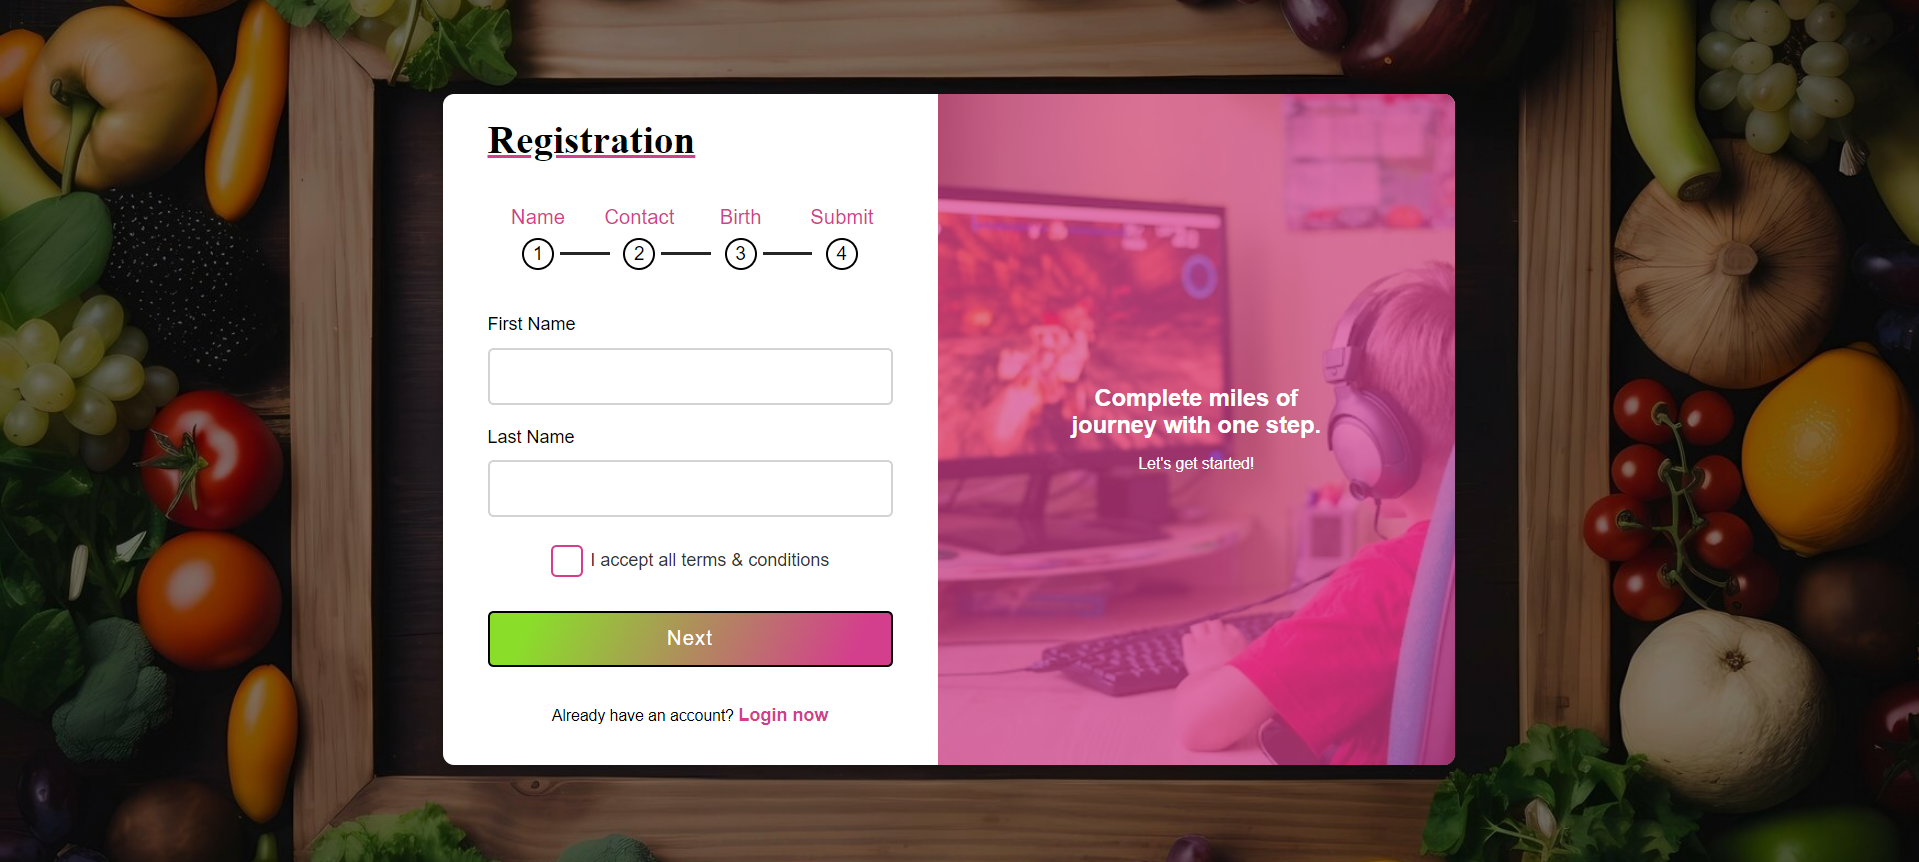 Registration
Name Contact Birth Submit
1 2 3 4
First Name
Last Name
I accept all terms & conditions
Next
Already have an account? Login now
Complete miles of
journey with one step.
Let's get started!